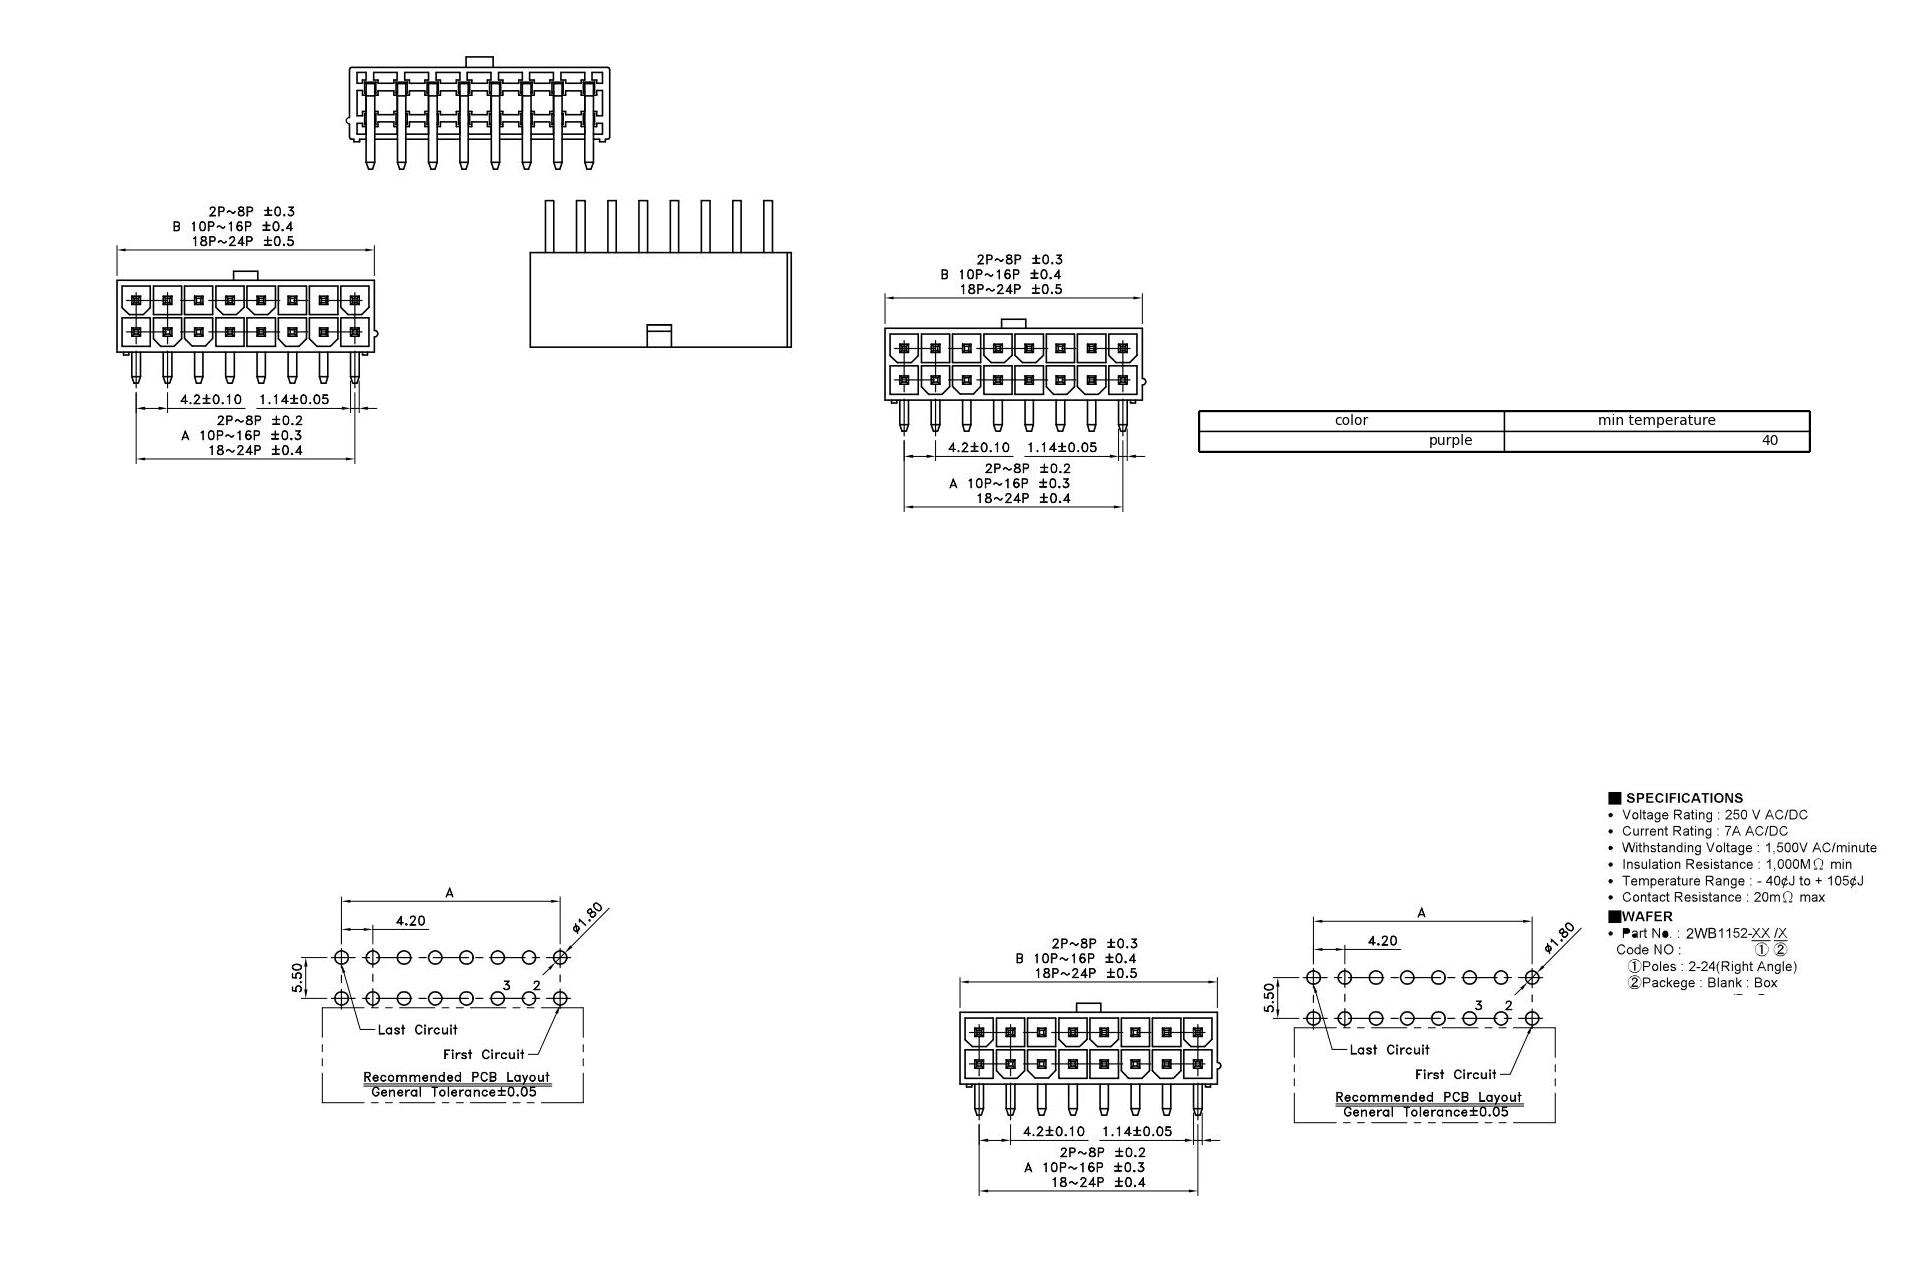 2P~8P ±0.3
B 10P~16P ±0.4
18P~24P ±0.5
4.2±0.10 1.14±0.05
2P~8P ±0.2
A 10P~16P ±0.3
18~24P ±0.4
2P~8P ±0.3
B 10P~16P ±0.4
18P~24P ±0.5
4.2±0.10 1.14±0.05
2P~8P ±0.2
A 10P~16P ±0.3
18~24P ±0.4
color min temperature
purple 40
A
4.20
ø1.80
5.50
3 2
Last Circuit
First Circuit
Recommended PCB Layout
General Tolerance±0.05
2P~8P ±0.3
B 10P~16P ±0.4
18P~24P ±0.5
4.2±0.10 1.14±0.05
2P~8P ±0.2
A 10P~16P ±0.3
18~24P ±0.4
A
4.20
ø1.80
5.50
3 2
Last Circuit
First Circuit
Recommended PCB Layout
General Tolerance±0.05
■ SPECIFICATIONS
• Voltage Rating : 250 V AC/DC
• Current Rating : 7A AC/DC
• Withstanding Voltage : 1,500V AC/minute
• Insulation Resistance : 1,000MΩ min
• Temperature Range : - 40¢J to + 105¢J
• Contact Resistance : 20mΩ max
■WAFER
• Part No. : 2WB1152-XX /X
Code NO : ① ②
①Poles : 2-24(Right Angle)
②Packege : Blank : Box